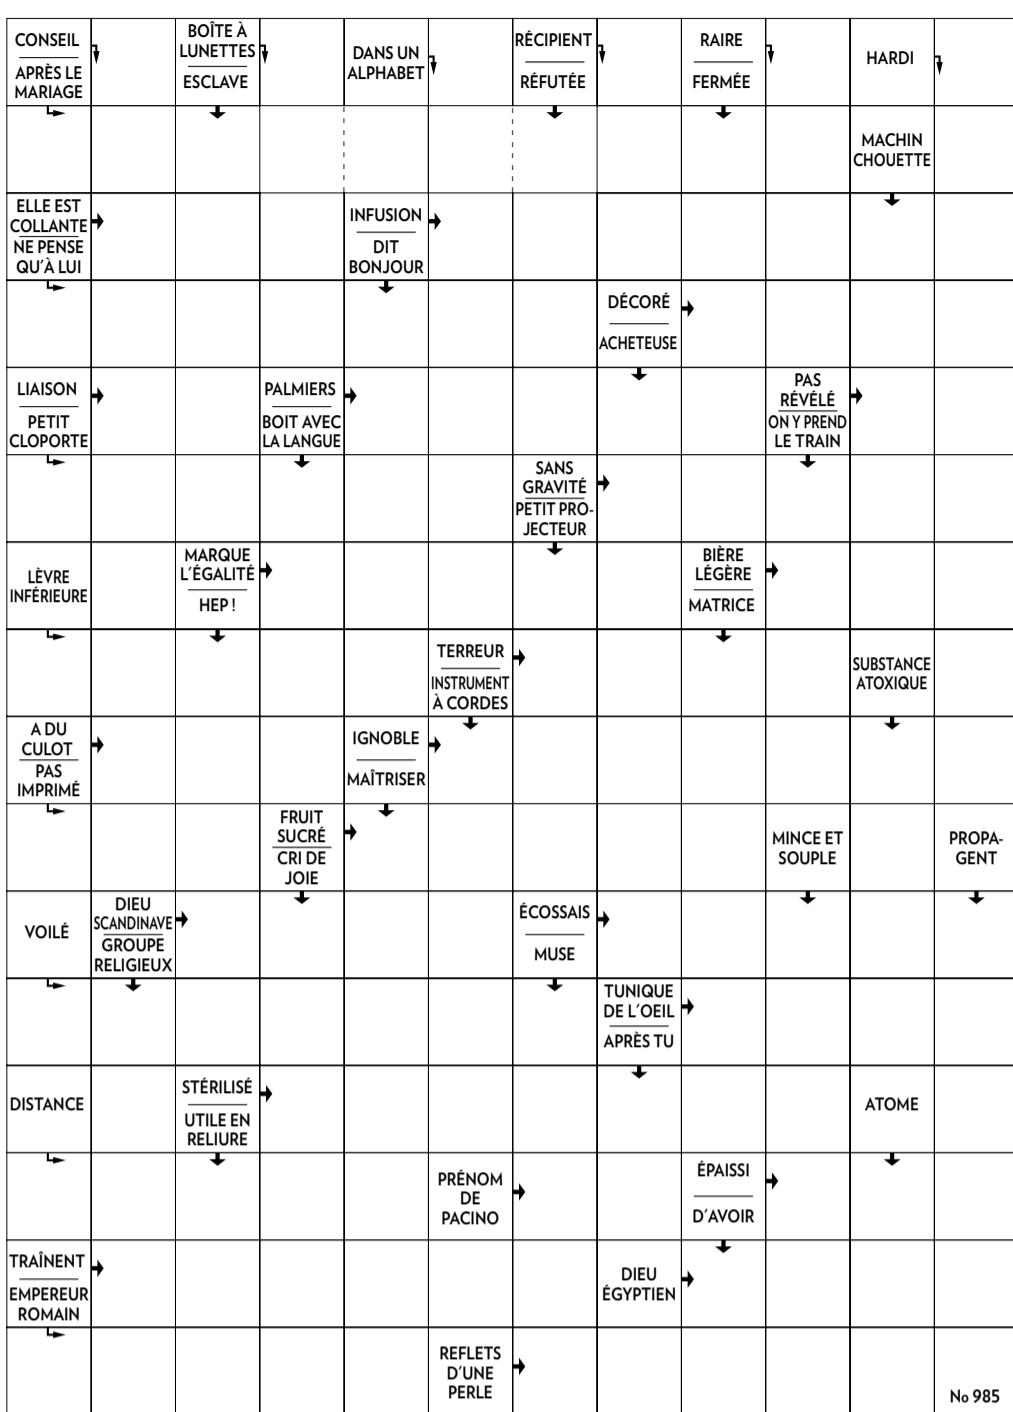 CONSEIL
APRÈS LE
MARIAGE
BOÎTE À
LUNETTES
ESCLAVE
DANS UN
ALPHABET
RÉCIPIENT
RÉFUTÉE
RAIRE
FERMÉE
HARDI
MACHIN
CHOUETTE
ELLE EST
COLLANTE
NE PENSE
QU'À LUI
INFUSION
DIT
BONJOUR
DÉCORÉ
ACHETEUSE
LIAISON
PETIT
CLOPORTE
PALMIERS
BOIT AVEC
LA LANGUE
PAS
RÉVÉLÉ
ON Y PREND
LE TRAIN
SANS
GRAVITÉ
PETIT PRO-
JECTEUR
LÈVRE
INFÉRIEURE
MARQUE
L'ÉGALITÉ
HEP !
BIÈRE
LÉGÈRE
MATRICE
TERREUR
INSTRUMENT
À CORDES
SUBSTANCE
ATOXIQUE
A DU
CULOT
PAS
IMPRIMÉ
IGNOBLE
MAÎTRISER
FRUIT
SUCRÉ
CRI DE
JOIE
MINCE ET
SOUPLE
PROPA-
GENT
VOILÉ
DIEU
SCANDINAVE
GROUPE
RELIGIEUX
ÉCOSSAIS
MUSE
TUNIQUE
DE L'OEIL
APRÈS TU
DISTANCE
STÉRILISÉ
UTILE EN
RELIURE
ATOME
PRÉNOM
DE
PACINO
ÉPAISSI
D'AVOIR
TRAÎNENT
EMPEREUR
ROMAIN
DIEU
ÉGYPTIEN
REFLETS
D'UNE
PERLE
No 985